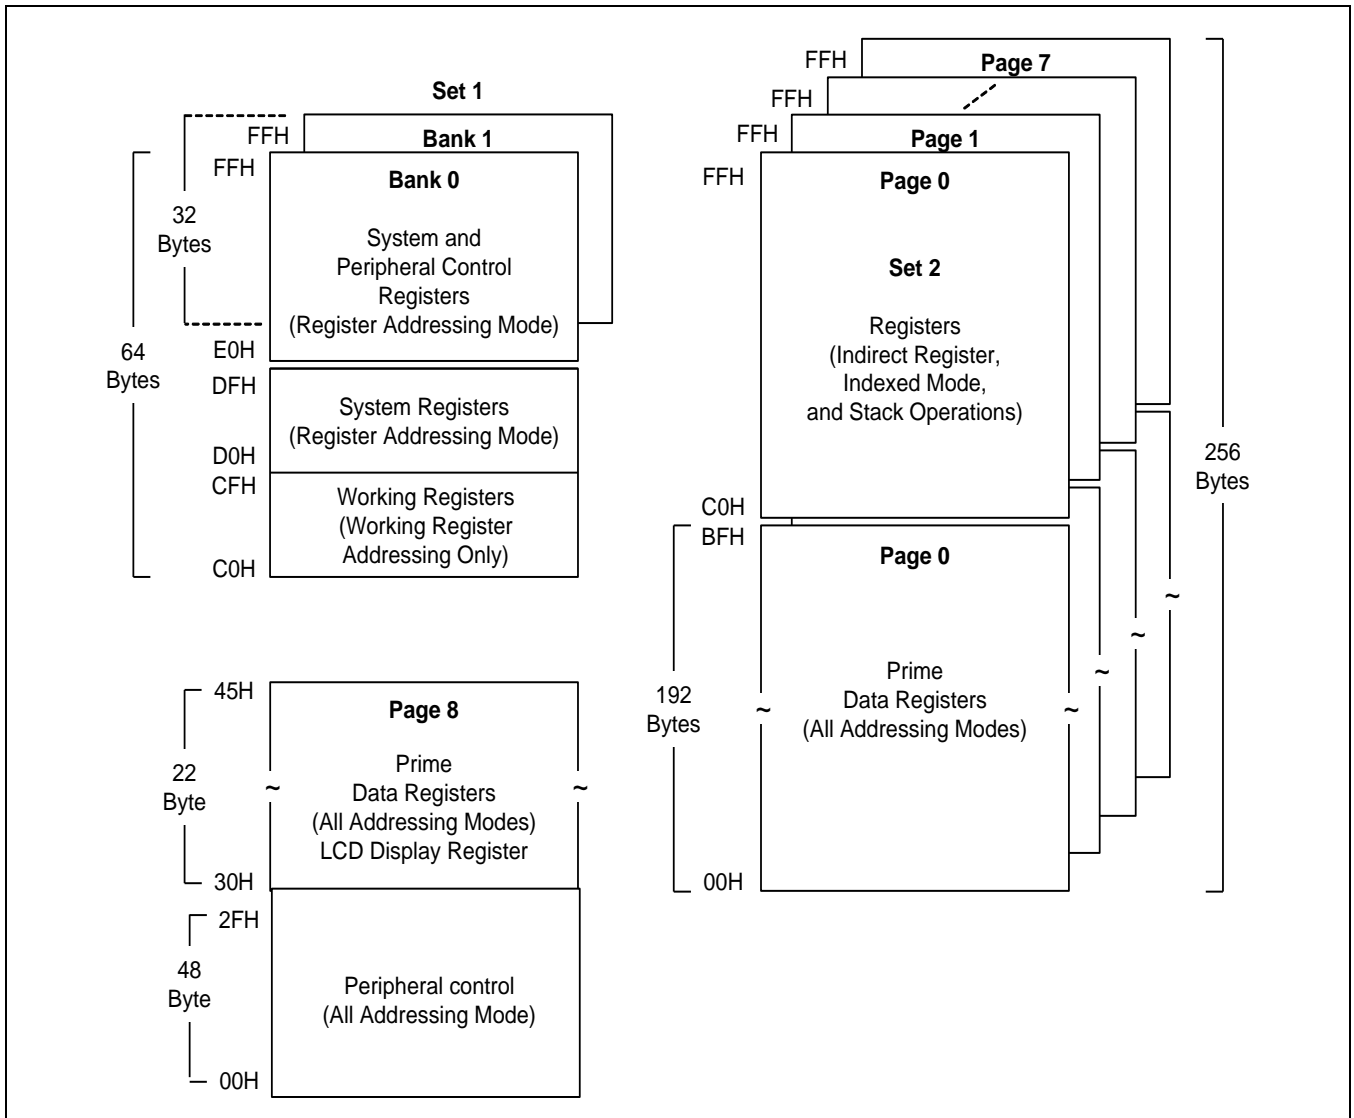 Set 1
FFH
Bank 1
FFH
Bank 0
32
Bytes
System and
Peripheral Control
Registers
(Register Addressing Mode)
E0H
64
Bytes
DFH
System Registers
(Register Addressing Mode)
D0H
CFH
Working Registers
(Working Register
Addressing Only)
C0H
45H
Page 8
22
Byte
~
~
Prime
Data Registers
(All Addressing Modes)
LCD Display Register
30H
2FH
48
Byte
Peripheral control
(All Addressing Mode)
00H
FFH
Page 7
FFH
FFH
Page 1
FFH
Page 0
Set 2
Registers
(Indirect Register,
Indexed Mode,
and Stack Operations)
256
Bytes
C0H
BFH
Page 0
~
~
~
192
Bytes
~
~
Prime
Data Registers
(All Addressing Modes)
00H